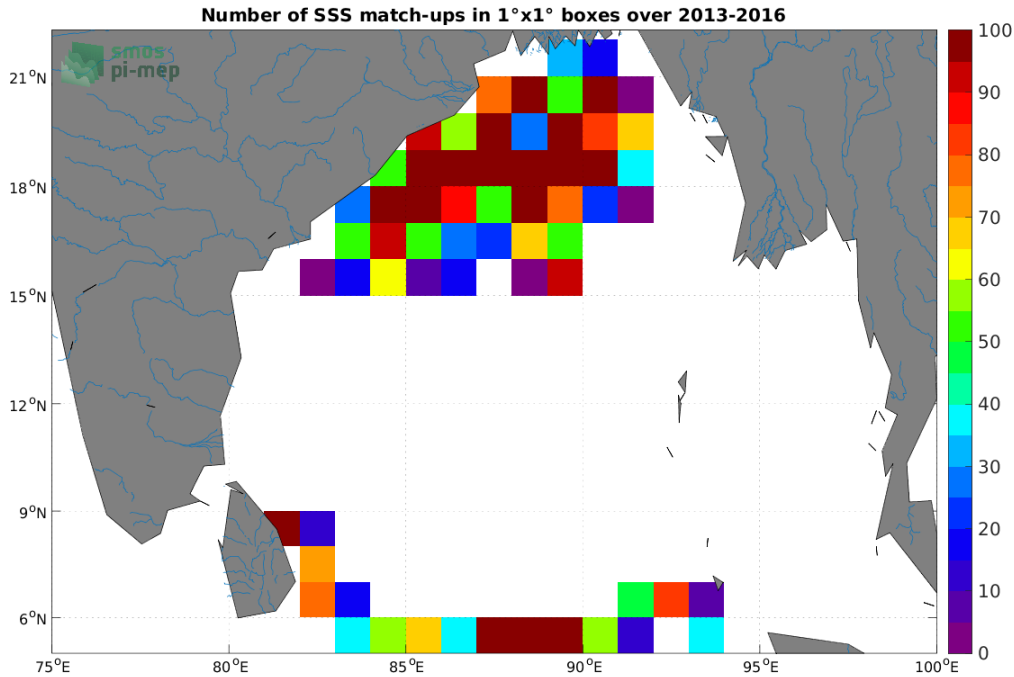 Number of SSS match-ups in 1°x1° boxes over 2013-2016
smos
pi-mep
21°N
18°N
15°N
12°N
9°N
6°N
75°E 80°E 85°E 90°E 95°E 100°E
100
90
80
70
60
50
40
30
20
10
0